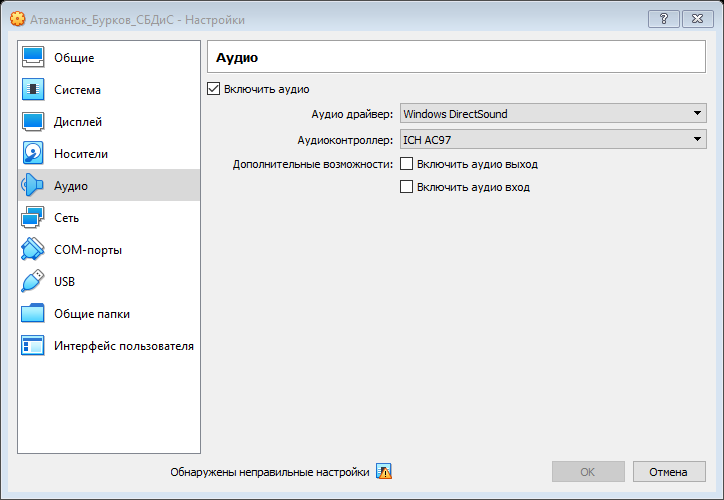 Атаманюк_Бурков_СБДиС - Настройки
?
Общие
Система
Дисплей
Носители
Аудио
Сеть
COM-порты
USB
Общие папки
Интерфейс пользователя
Аудио
Включить аудио
Аудио драйвер: Windows DirectSound
Аудиоконтроллер: ICH AC97
Дополнительные возможности: Включить аудио выход
Включить аудио вход
Обнаружены неправильные настройки
OK Отмена